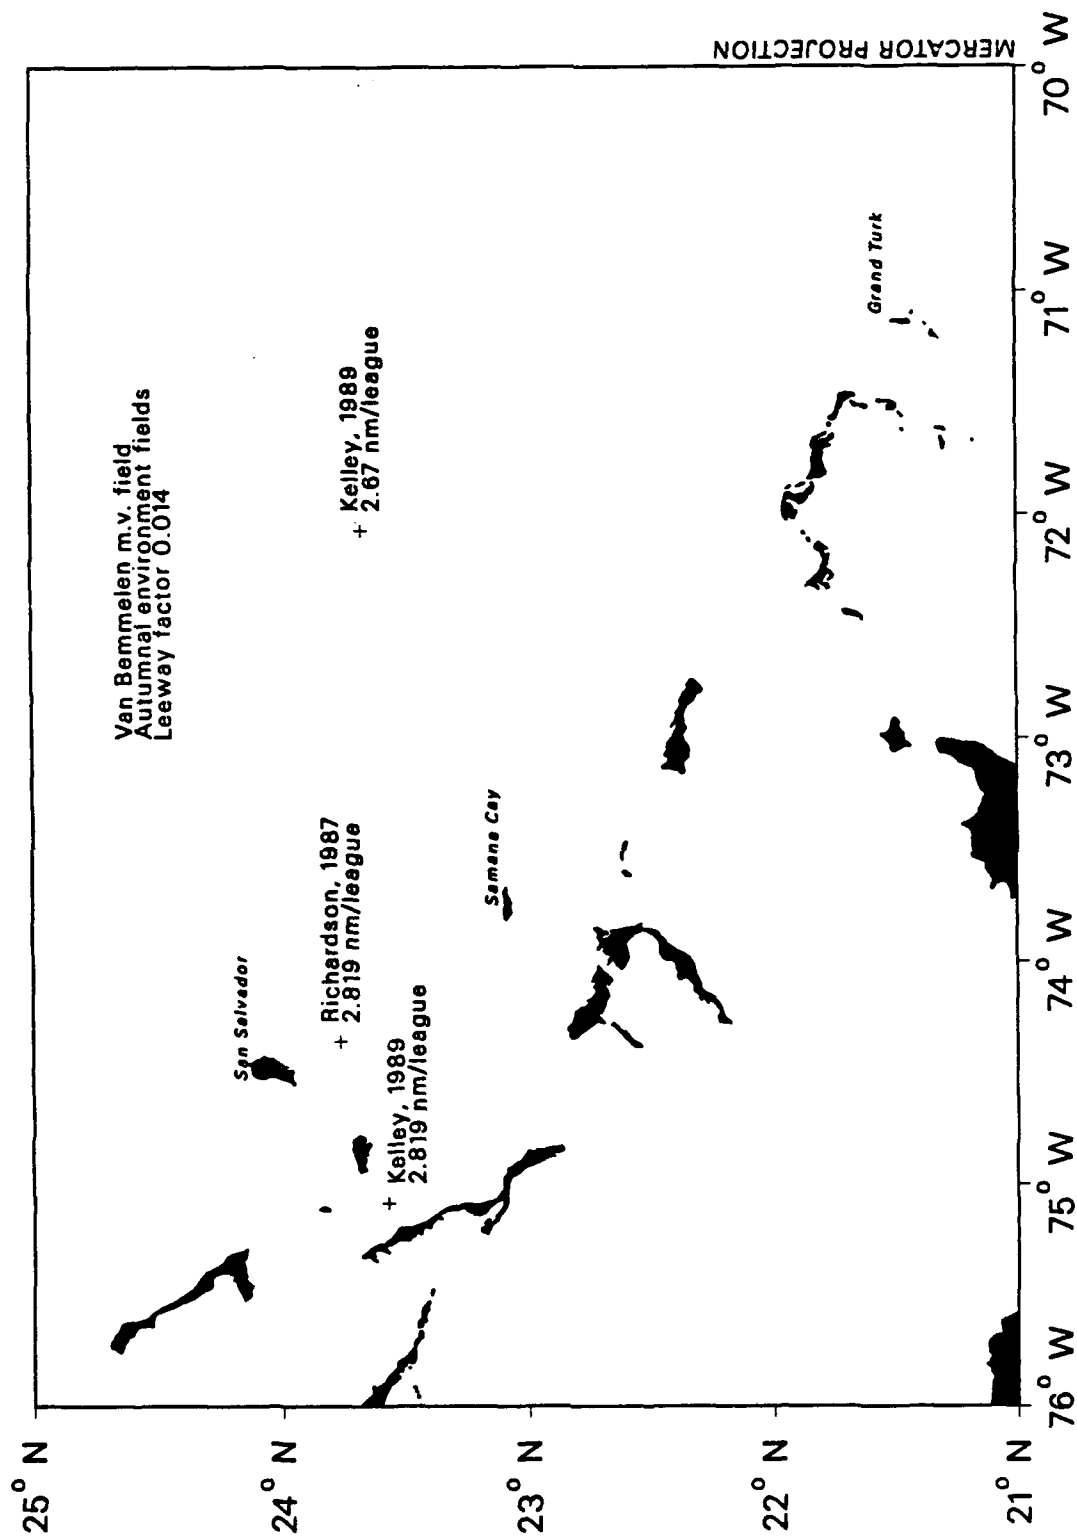 Van Bemmelen m.v. field
Autumnal environment fields
Leeway factor 0.014
San Salvador
+ Richardson, 1987
2.819 nm/league
+ Kelley, 1989
2.67 nm/league
+ Kelley, 1989
2.819 nm/league
Samana Cay
Grand Turk
25° N
24° N
23° N
22° N
21° N
76° W
75° W
74° W
73° W
72° W
71° W
70° W
MERCATOR PROJECTION